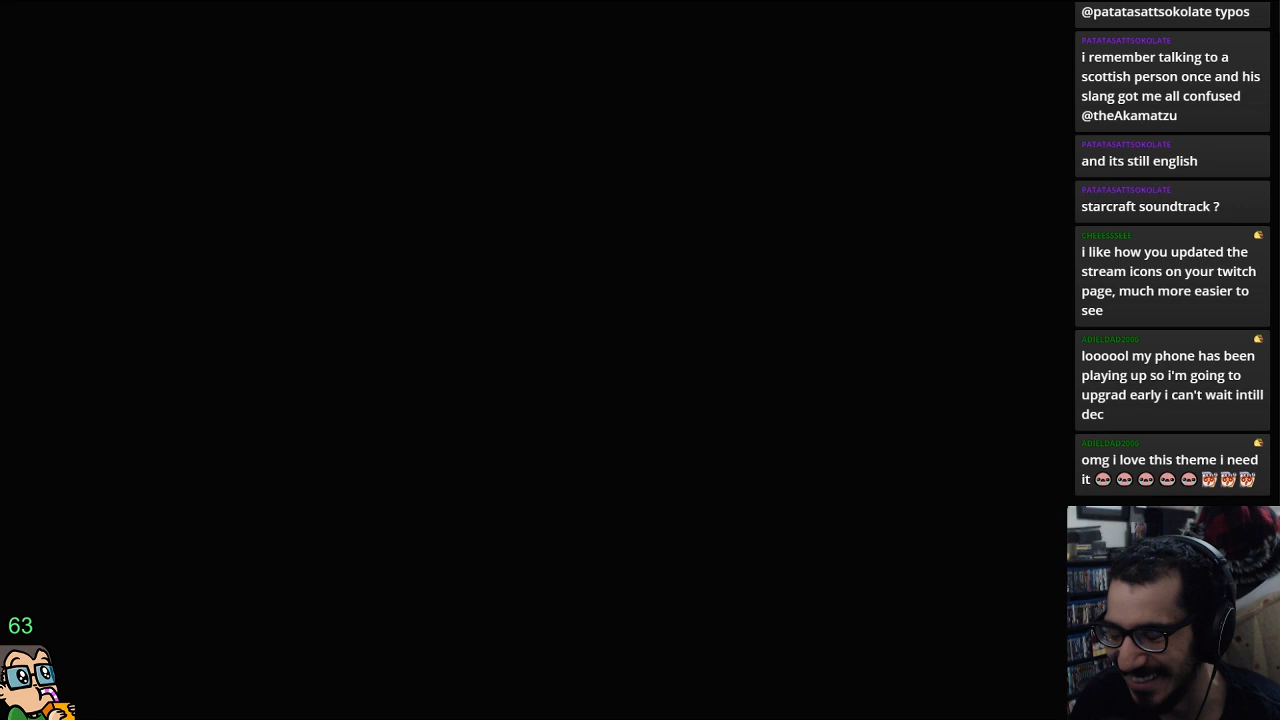 @patatasattsokolate typos
PATATASATTSOKOLATE
i remember talking to a
scottish person once and his
slang got me all confused
@theAkamatzu
PATATASATTSOKOLATE
and its still english
PATATASATTSOKOLATE
starcraft soundtrack ?
CHEEESSSEEE
i like how you updated the
stream icons on your twitch
page, much more easier to
see
ADIELDAD2006
loooool my phone has been
playing up so i'm going to
upgrad early i can't wait intill
dec
ADIELDAD2006
omg i love this theme i need
it
63